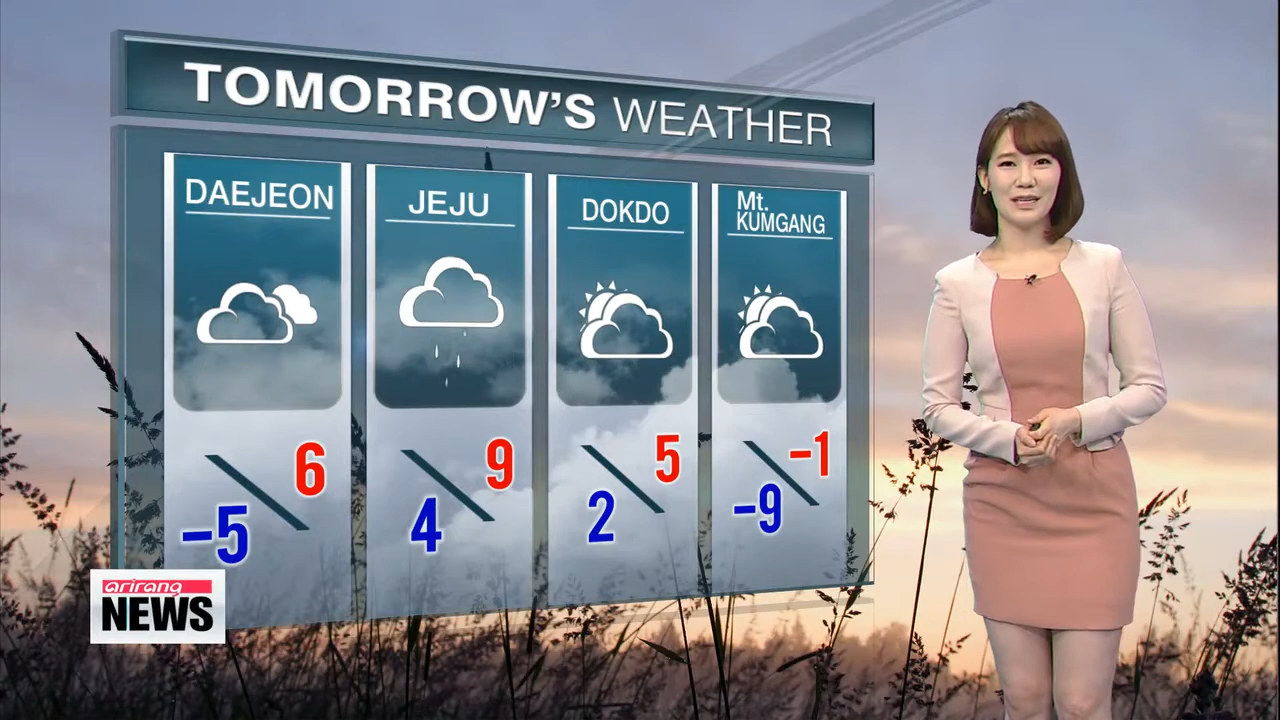 TOMORROW'S WEATHER
DAEJEON
-5
6
JEJU
4
9
DOKDO
2
5
Mt.
KUMGANG
-9
-1
arirang
NEWS